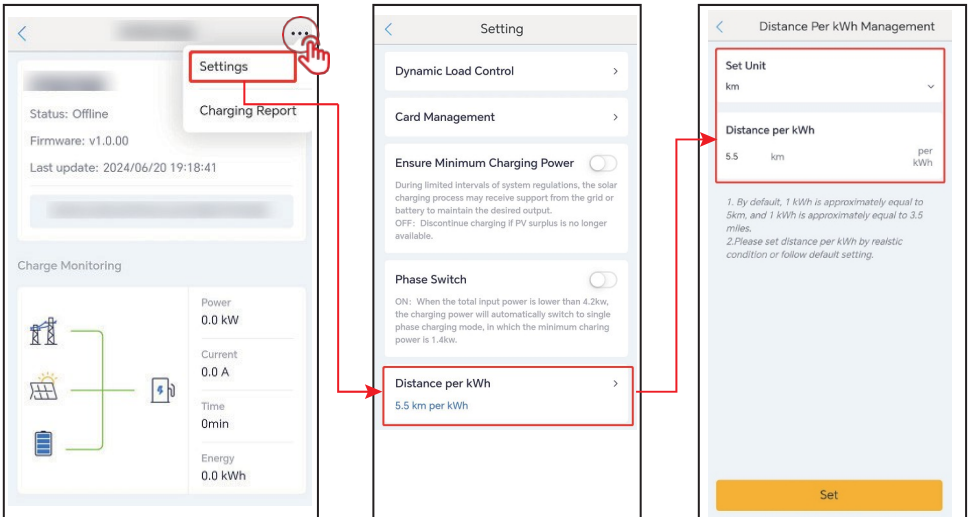 Settings
Charging Report
Status: Offline
Firmware: v1.0.00
Last update: 2024/06/20 19:18:41
Charge Monitoring
Power
0.0 kW
Current
0.0 A
Time
0min
Energy
0.0 kWh
Setting
Dynamic Load Control
Card Management
Ensure Minimum Charging Power
During limited intervals of system regulations, the solar
charging process may receive support from the grid or
battery to maintain the desired output.
OFF: Discontinue charging if PV surplus is no longer
available.
Phase Switch
ON: When the total input power is lower than 4.2kw,
the charging power will automatically switch to single
phase charging mode, in which the minimum charing
power is 1.4kw.
Distance per kWh
5.5 km per kWh
Distance Per kWh Management
Set Unit
km
Distance per kWh
5.5 km per
kWh
1. By default, 1 kWh is approximately equal to
5km, and 1 kWh is approximately equal to 3.5
miles.
2.Please set distance per kWh by realstic
condition or follow default setting.
Set